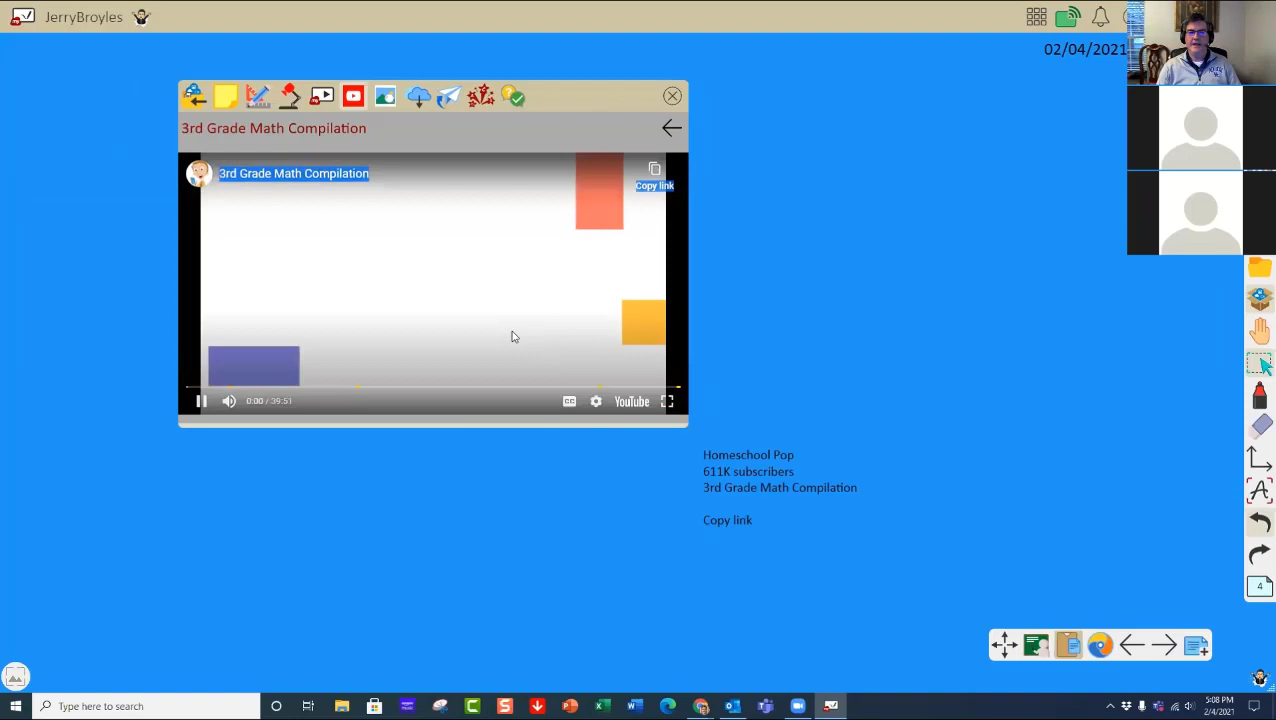 JerryBroyles
02/04/2021
3rd Grade Math Compilation
3rd Grade Math Compilation
Copy link
0:00 / 39:51
CC
YouTube
Homeschool Pop
611K subscribers
3rd Grade Math Compilation
Copy link
4
Type here to search
5:08 PM
2/4/2021